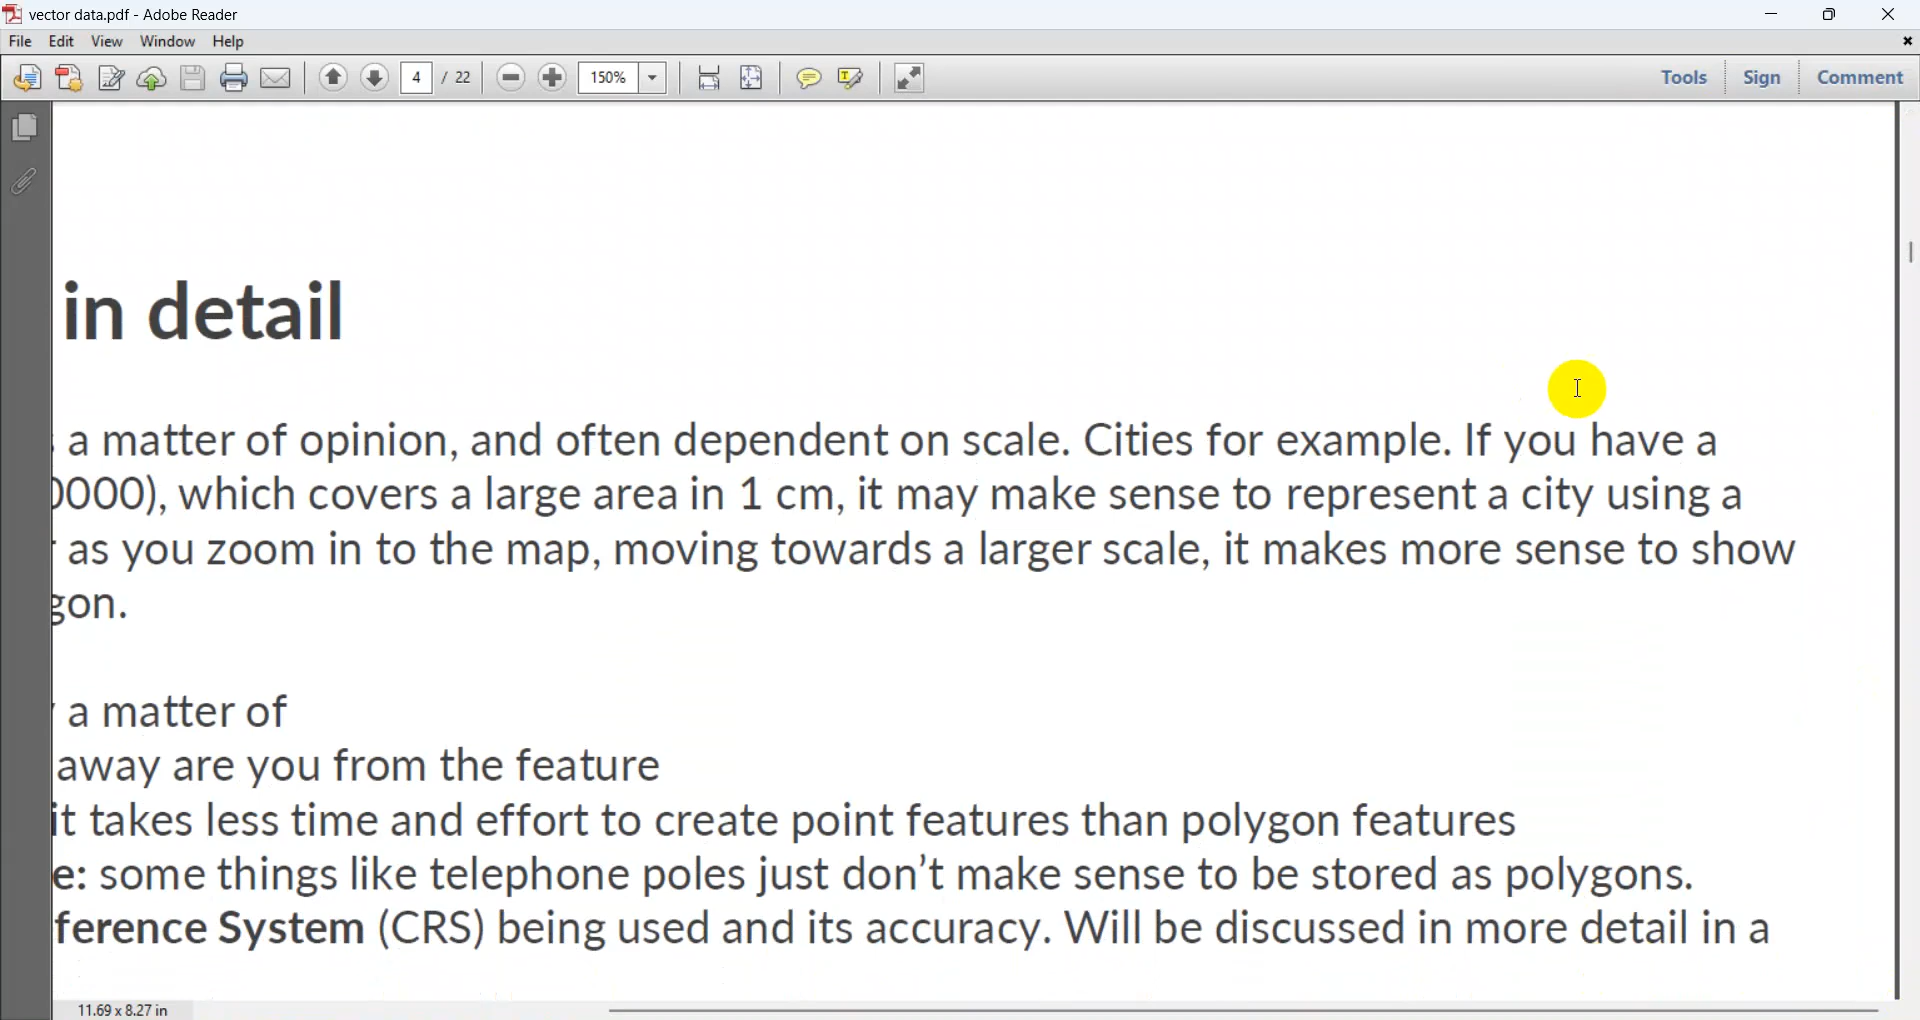 vector data.pdf - Adobe Reader
File Edit View Window Help
4 / 22 150% Tools Sign Comment
in detail
a matter of opinion, and often dependent on scale. Cities for example. If you have a
0000), which covers a large area in 1 cm, it may make sense to represent a city using a
as you zoom in to the map, moving towards a larger scale, it makes more sense to show
gon.
a matter of
away are you from the feature
it takes less time and effort to create point features than polygon features
e: some things like telephone poles just don't make sense to be stored as polygons.
ference System (CRS) being used and its accuracy. Will be discussed in more detail in a
11.69 x 8.27 in